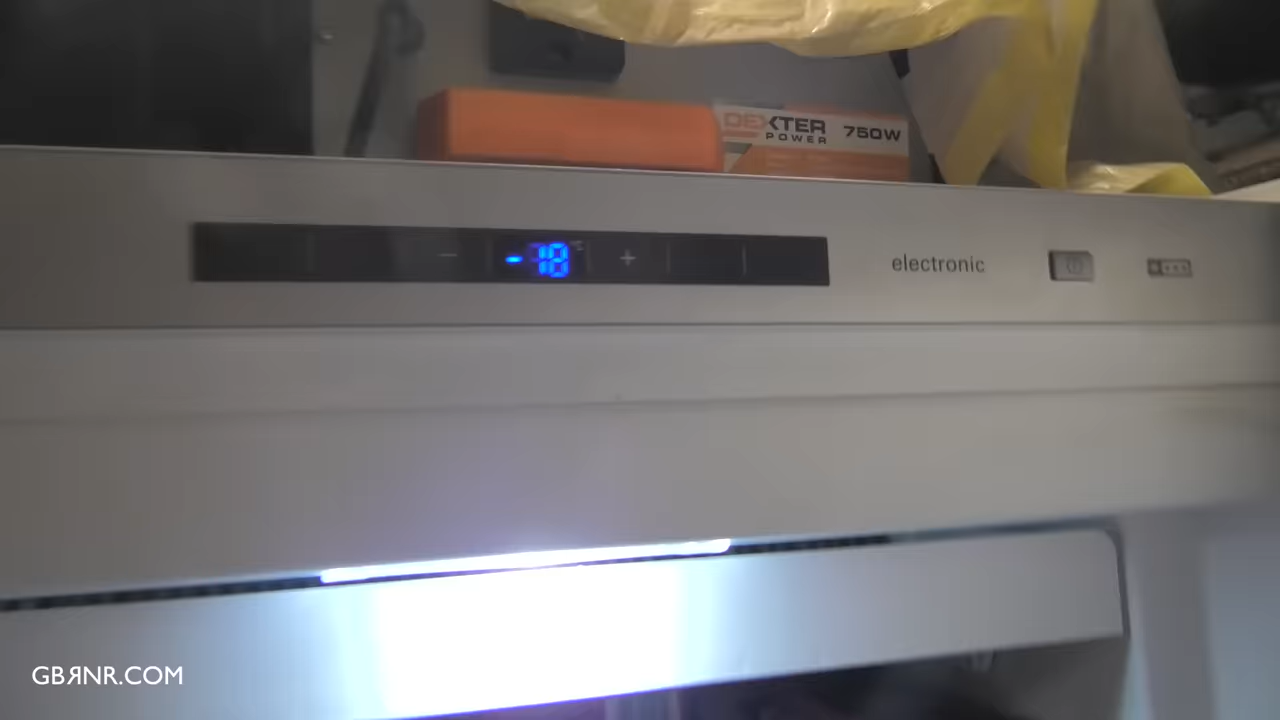 DEXTER
POWER
750W
- -18 °C +
electronic
GBЯNR.COM